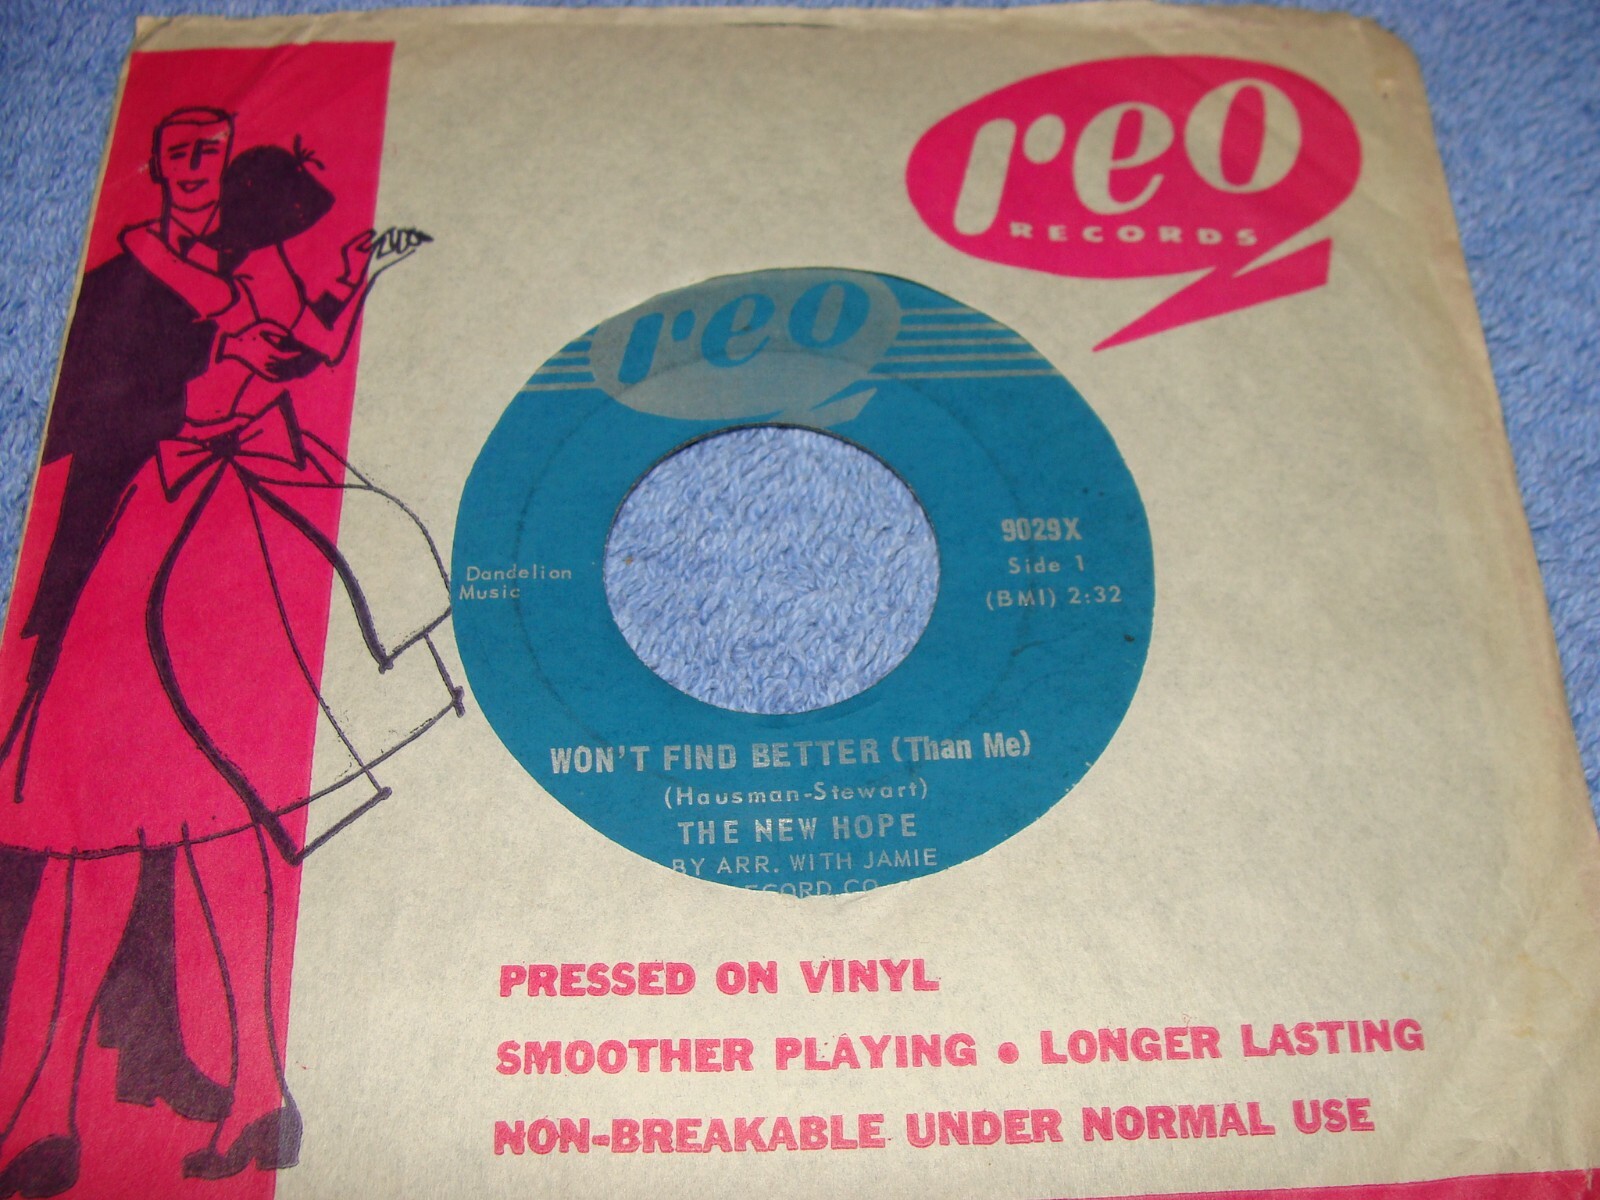 reo
RECORDS
reo
9029X
Side 1
(BMI) 2:32
Dandelion
Music
WON'T FIND BETTER (Than Me)
(Hausman-Stewart)
THE NEW HOPE
BY ARR. WITH JAMIE
CO
PRESSED ON VINYL
SMOOTHER PLAYING • LONGER LASTING
NON-BREAKABLE UNDER NORMAL USE